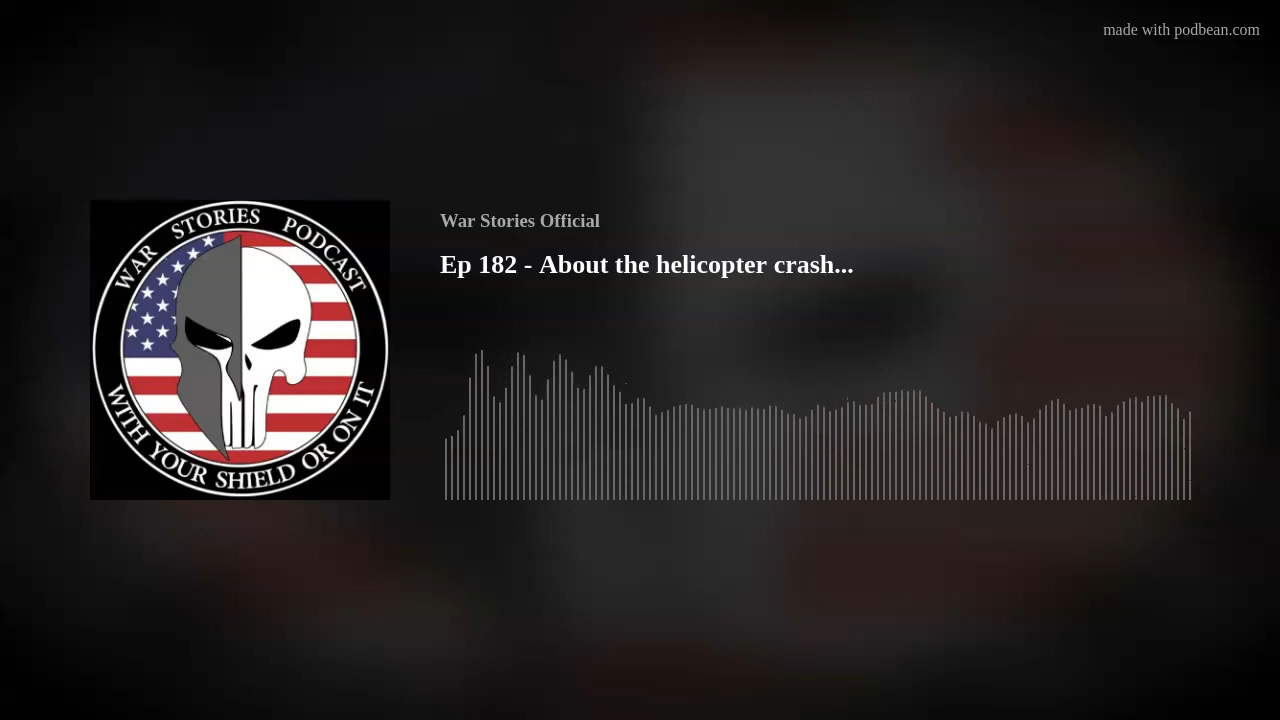 made with podbean.com
WAR STORIES PODCAST
WITH YOUR SHIELD OR ON IT
War Stories Official
Ep 182 - About the helicopter crash...